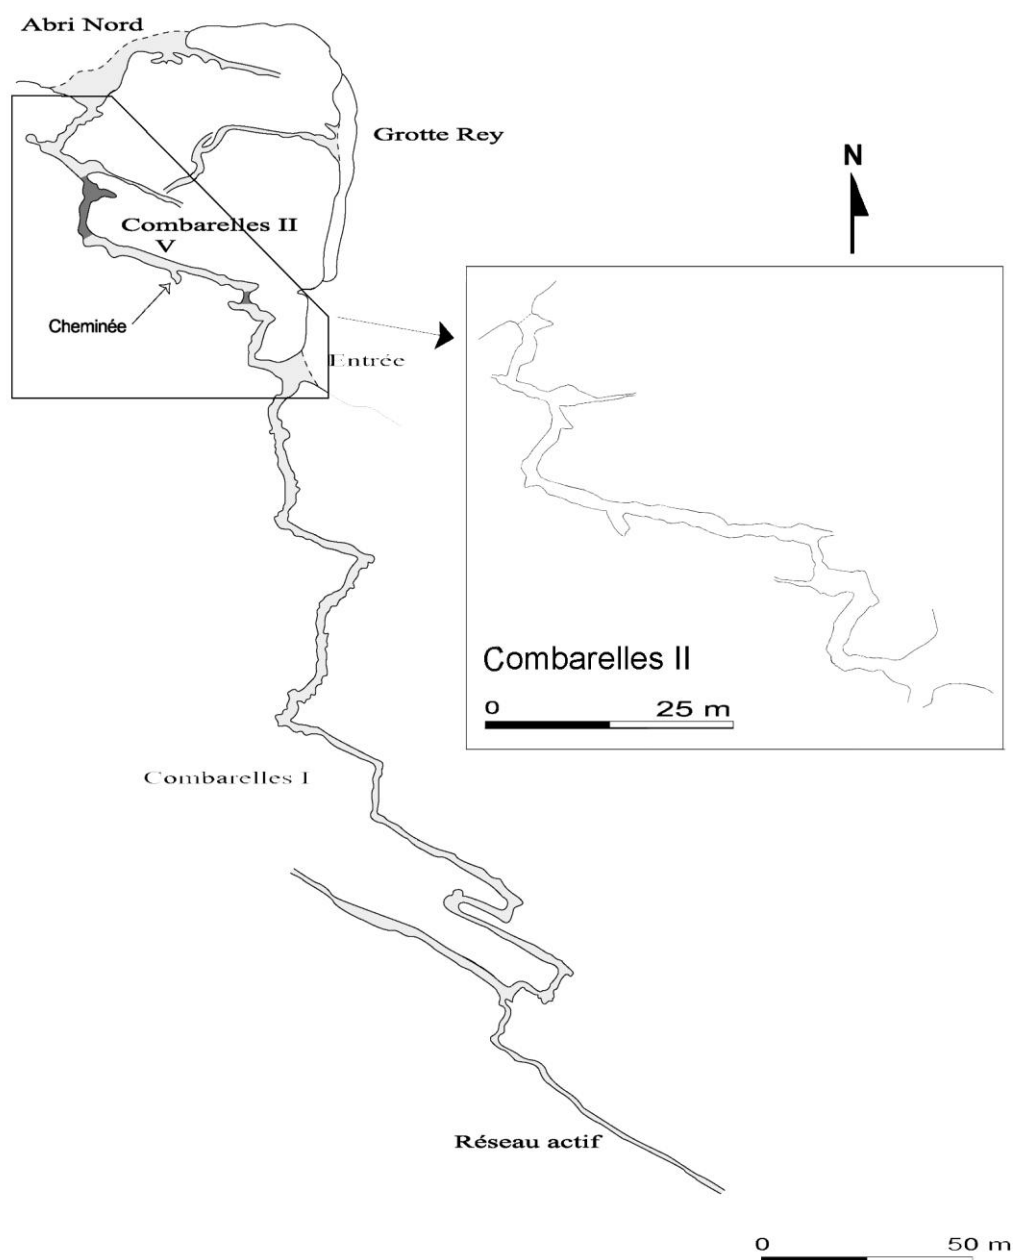 Abri Nord
Grotte Rey
N
Combarelles II
V
Cheminée
Entrée
Combarelles II
0 25 m
Combarelles I
Réseau actif
0 50 m